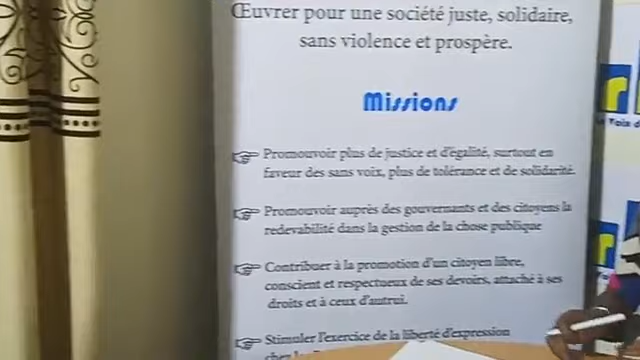 Œuvrer pour une société juste, solidaire,
sans violence et prospère.
Missions
Promouvoir plus de justice et d'égalité, surtout en
faveur des sans voix, plus de tolérance et de solidarité.
Promouvoir auprès des gouvernants et des citoyens la
redevabilité dans la gestion de la chose publique
Contribuer à la promotion d'un citoyen libre,
conscient et respectueux de ses devoirs, attaché à ses
droits et à ceux d'autrui.
Stimuler l'exercice de la liberté d'expression